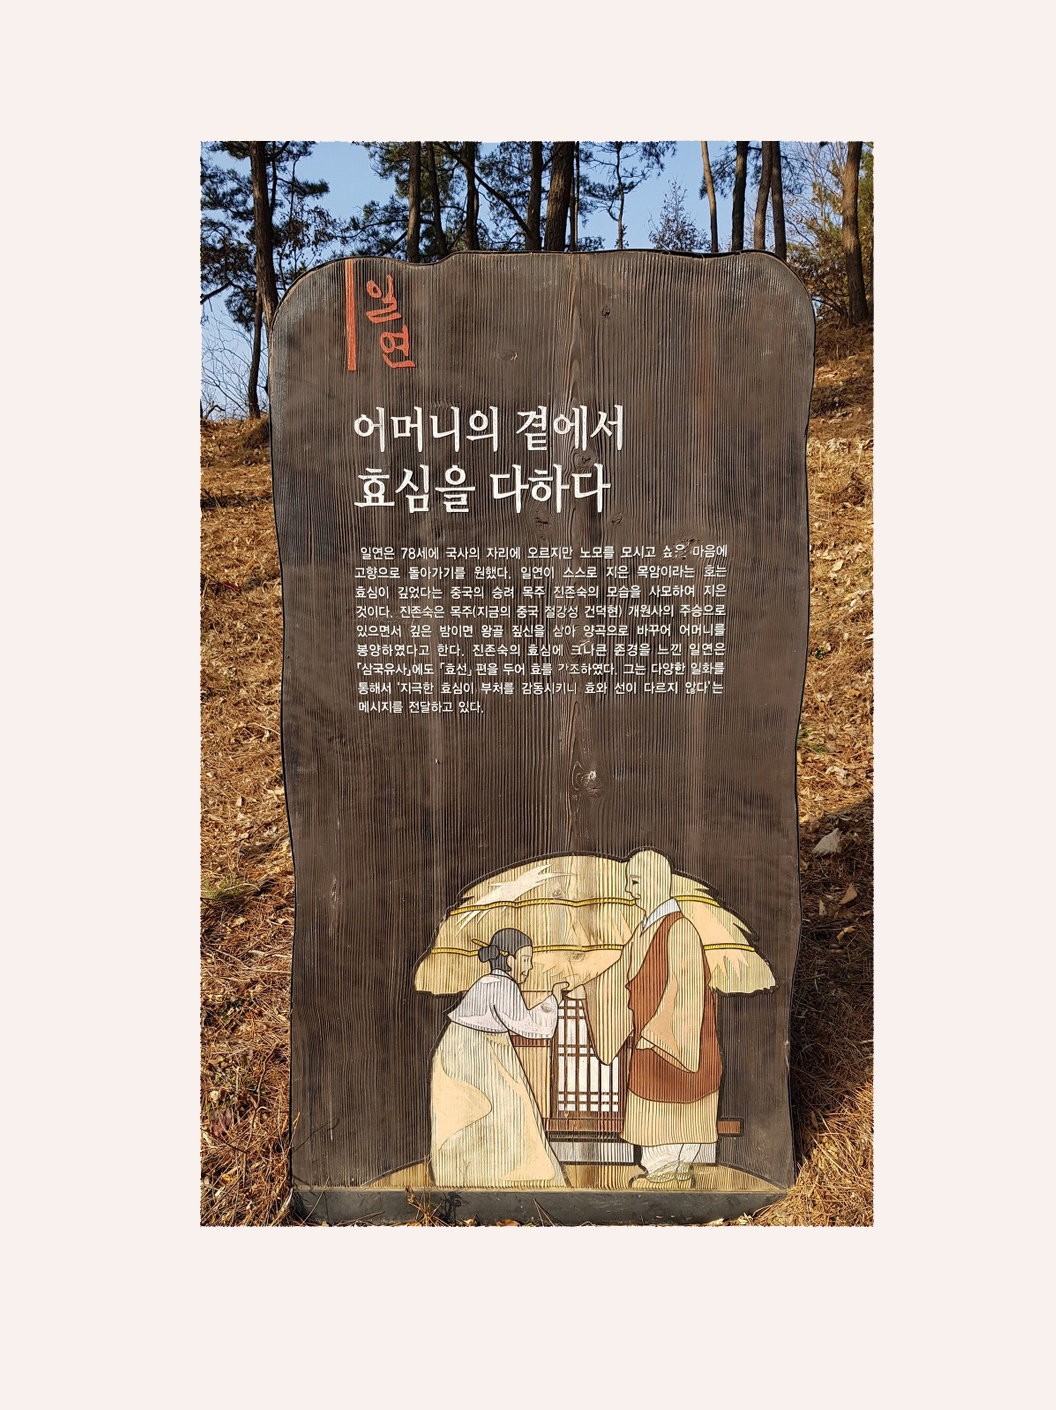 일연
어머니의 곁에서
효심을 다하다
일연은 78세에 국사의 자리에 오르지만 노모를 모시고 싶은 마음에
고향으로 돌아가기를 원했다. 일연이 스스로 지은 목암이라는 호는
효심이 깊었다는 중국의 승려 목주 진존숙의 모습을 사모하여 지은
것이다. 진존숙은 목주(지금의 중국 절강성 건덕현) 개원사의 주승으로
있으면서 깊은 밤이면 왕골 짚신을 삼아 양곡으로 바꾸어 어머니를
봉양하였다고 한다. 진존숙의 효심에 크나큰 존경을 느낀 일연은
「삼국유사」에도 「효선」 편을 두어 효를 강조하였다. 그는 다양한 일화를
통해서 '지극한 효심이 부처를 감동시키니 효와 선이 다르지 않다'는
메시지를 전달하고 있다.